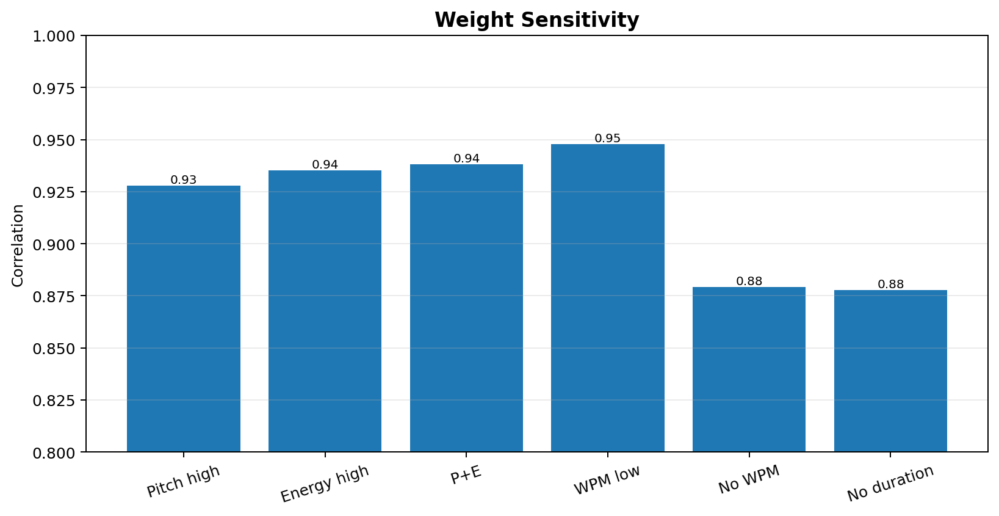 Weight Sensitivity
1.000
0.975
0.950
0.925
0.900
0.875
0.850
0.825
0.800
Correlation
0.93
0.94
0.94
0.95
0.88
0.88
Pitch high
Energy high
P+E
WPM low
No WPM
No duration